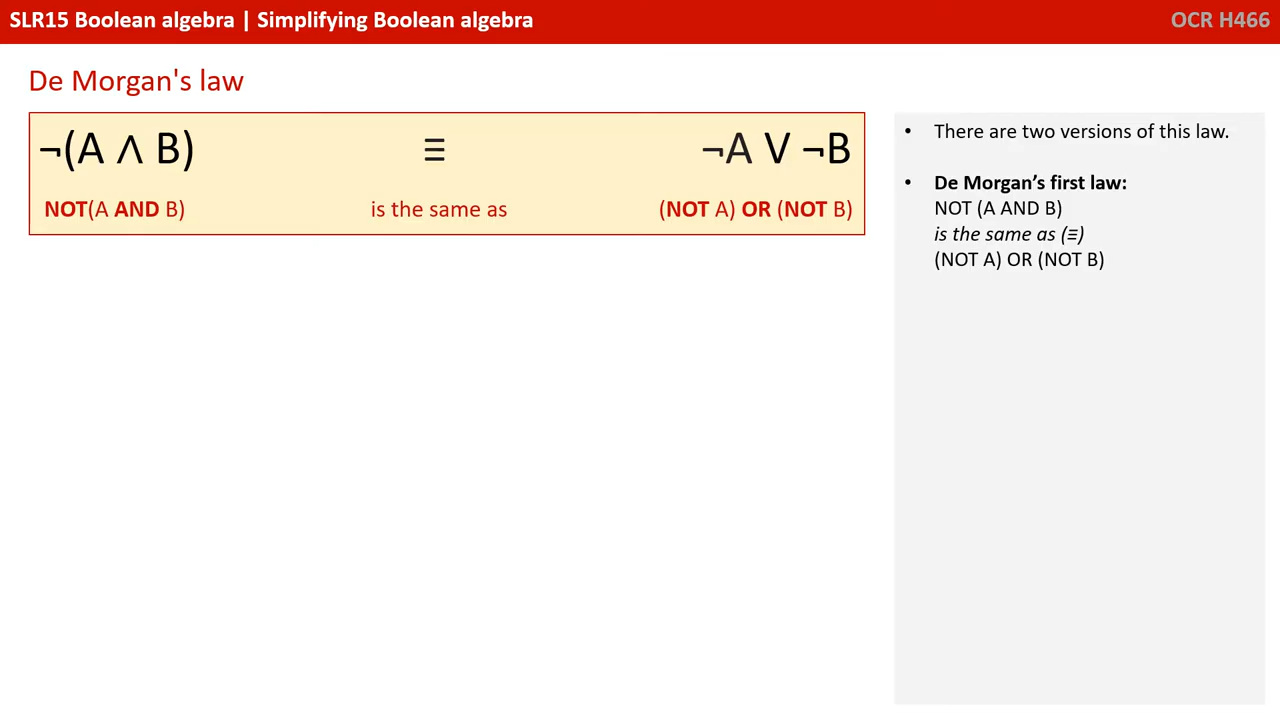 SLR15 Boolean algebra | Simplifying Boolean algebra
OCR H466
De Morgan's law
¬(A ∧ B) ≡ ¬A ∨ ¬B
NOT(A AND B) is the same as (NOT A) OR (NOT B)
• There are two versions of this law.
• De Morgan’s first law:
NOT (A AND B)
is the same as (≡)
(NOT A) OR (NOT B)